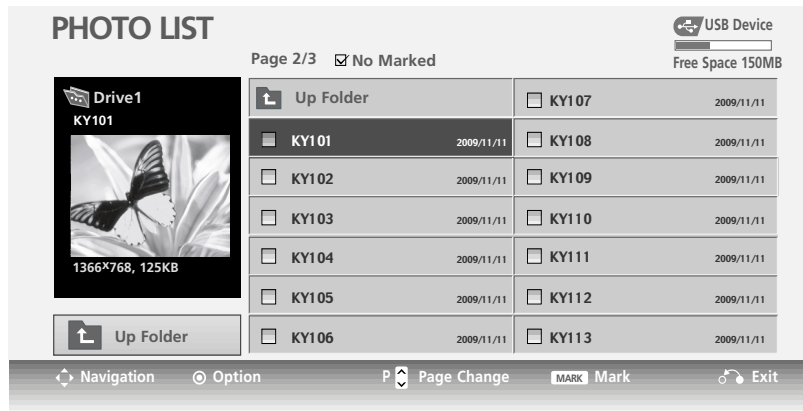 PHOTO LIST
USB Device
Free Space 150MB
Page 2/3 No Marked
Drive1
KY101
1366x768, 125KB
Up Folder
Up Folder
KY101 2009/11/11
KY102 2009/11/11
KY103 2009/11/11
KY104 2009/11/11
KY105 2009/11/11
KY106 2009/11/11
KY107 2009/11/11
KY108 2009/11/11
KY109 2009/11/11
KY110 2009/11/11
KY111 2009/11/11
KY112 2009/11/11
KY113 2009/11/11
Navigation Option P Page Change MARK Mark Exit